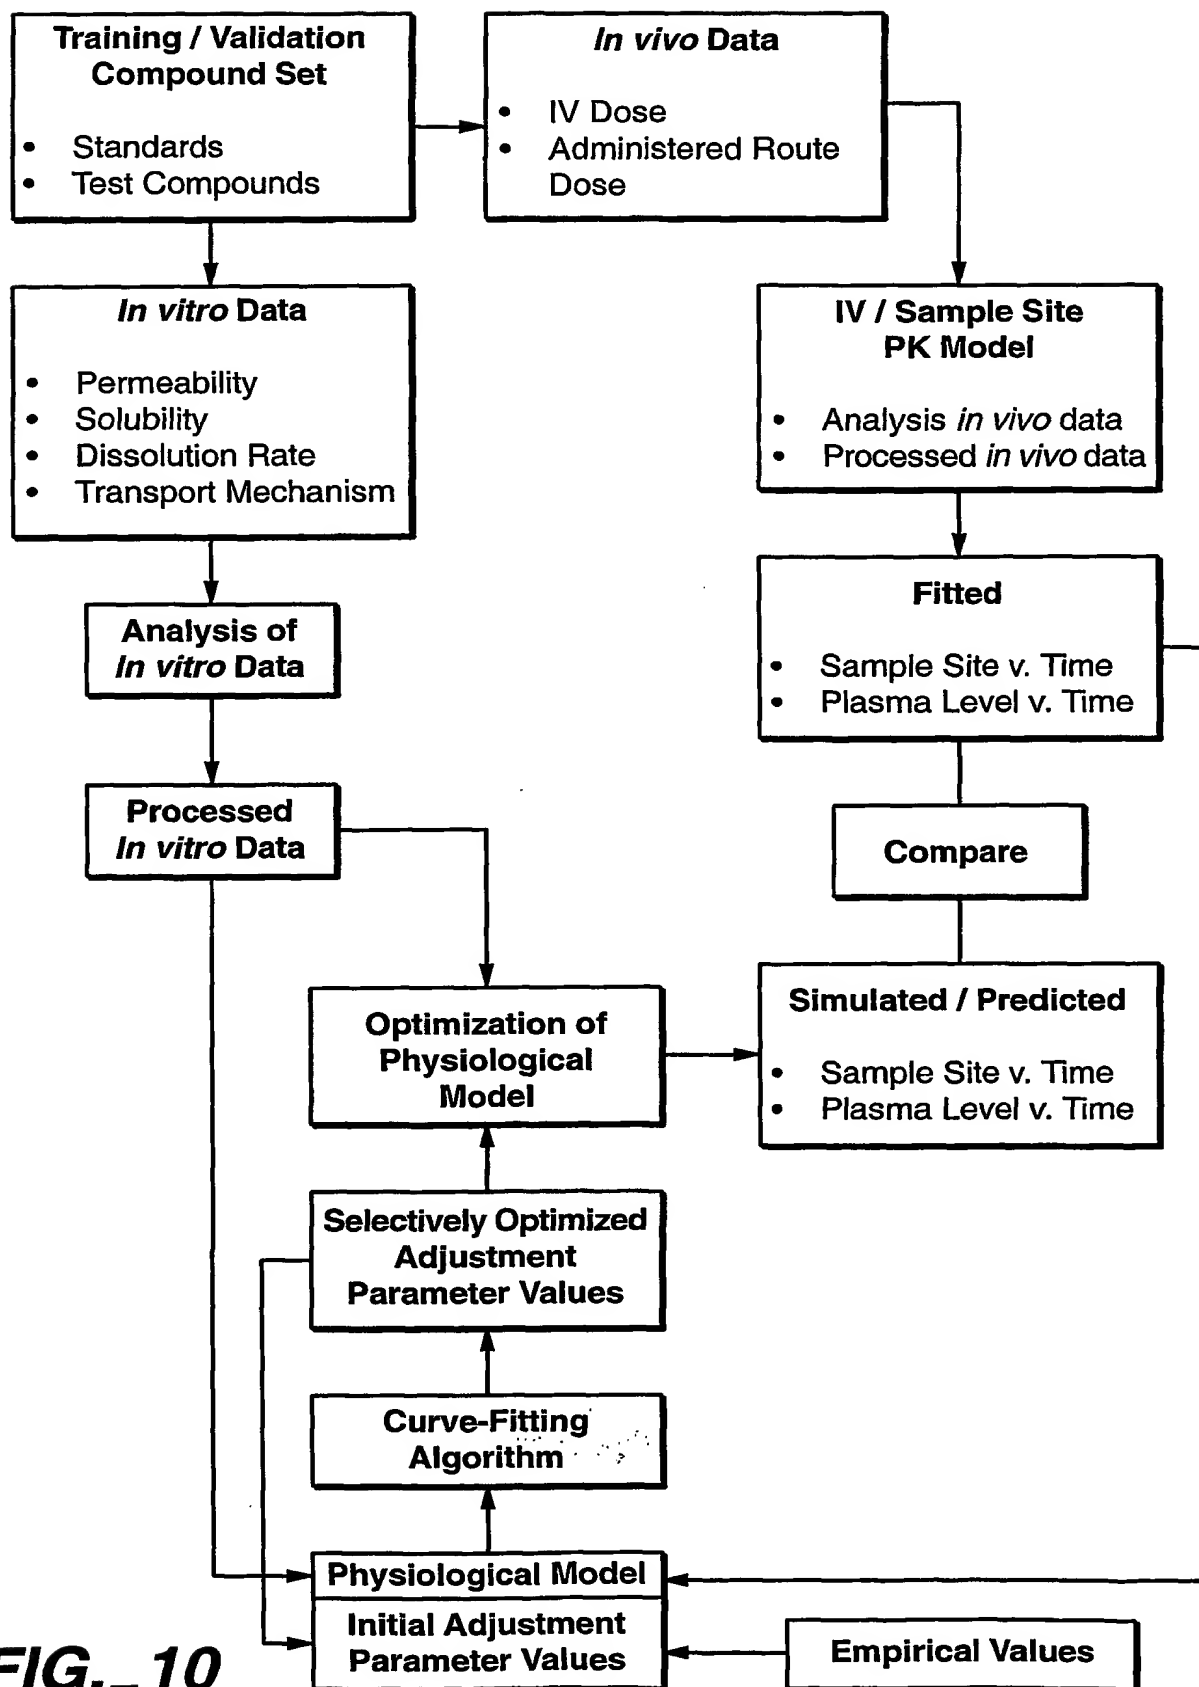 Training / Validation
Compound Set
• Standards
• Test Compounds
In vivo Data
• IV Dose
• Administered Route
Dose
In vitro Data
• Permeability
• Solubility
• Dissolution Rate
• Transport Mechanism
IV / Sample Site
PK Model
• Analysis in vivo data
• Processed in vivo data
Analysis of
In vitro Data
Fitted
• Sample Site v. Time
• Plasma Level v. Time
Processed
In vitro Data
Compare
Optimization of
Physiological
Model
Simulated / Predicted
• Sample Site v. Time
• Plasma Level v. Time
Selectively Optimized
Adjustment
Parameter Values
Curve-Fitting
Algorithm
Physiological Model
Initial Adjustment
Parameter Values
Empirical Values
FIG._10